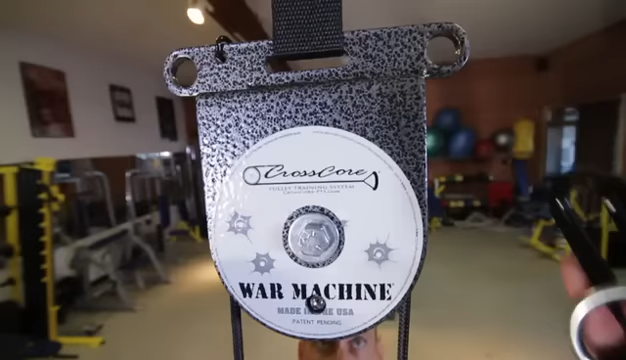 CrossCore
PULLEY TRAINING SYSTEM
WAR MACHINE
MADE IN THE USA
PATENT PENDING